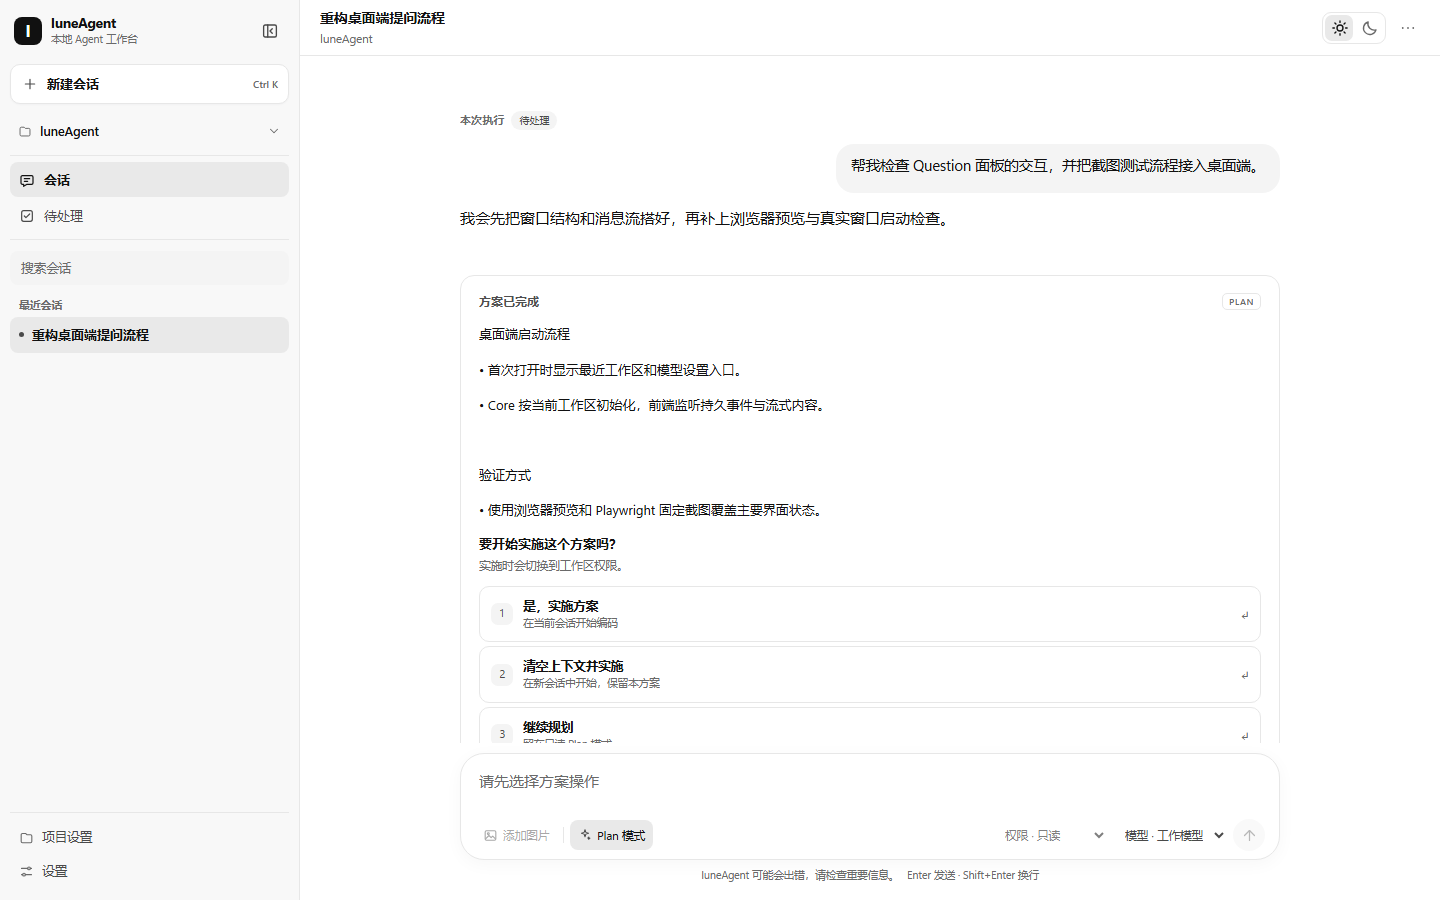 I
luneAgent
本地 Agent 工作台
新建会话
Ctrl K
luneAgent
会话
待处理
搜索会话
最近会话
重构桌面端提问流程
项目设置
设置
重构桌面端提问流程
luneAgent
本次执行 待处理
帮我检查 Question 面板的交互，并把截图测试流程接入桌面端。
我会先把窗口结构和消息流搭好，再补上浏览器预览与真实窗口启动检查。
方案已完成
PLAN
桌面端启动流程
• 首次打开时显示最近工作区和模型设置入口。
• Core 按当前工作区初始化，前端监听持久事件与流式内容。
验证方式
• 使用浏览器预览和 Playwright 固定截图覆盖主要界面状态。
要开始实施这个方案吗？
实施时会切换到工作区权限。
1
是，实施方案
在当前会话开始编码
2
清空上下文并实施
在新会话中开始，保留本方案
3
继续规划
请先选择方案操作
添加图片
Plan 模式
权限 · 只读
模型 · 工作模型
luneAgent 可能会出错，请检查重要信息。 Enter 发送 · Shift+Enter 换行